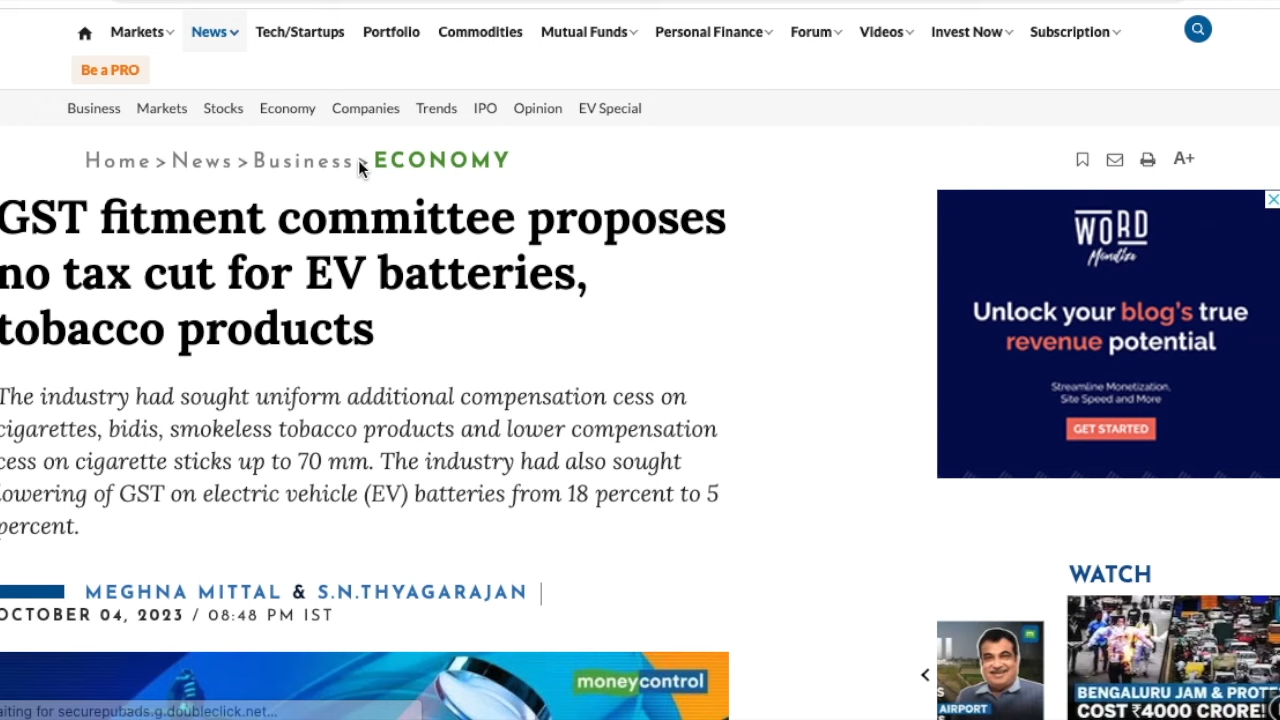 Markets News Tech/Startups Portfolio Commodities Mutual Funds Personal Finance Forum Videos Invest Now Subscription
Be a PRO
Business Markets Stocks Economy Companies Trends IPO Opinion EV Special
Home > News > Business > ECONOMY
A+
GST fitment committee proposes
no tax cut for EV batteries,
tobacco products
The industry had sought uniform additional compensation cess on
cigarettes, bidis, smokeless tobacco products and lower compensation
cess on cigarette sticks up to 70 mm. The industry had also sought
lowering of GST on electric vehicle (EV) batteries from 18 percent to 5
percent.
MEGHNA MITTAL & S.N.THYAGARAJAN
OCTOBER 04, 2023 / 08:48 PM IST
moneycontrol
aiting for securepubads.g.doubleclick.net...
WORD
Mindbe
Unlock your blog's true
revenue potential
Streamline Monetization,
Site Speed and More
GET STARTED
WATCH
S
AIRPORT
BENGALURU JAM & PROTE
COST ₹4000 CRORE!